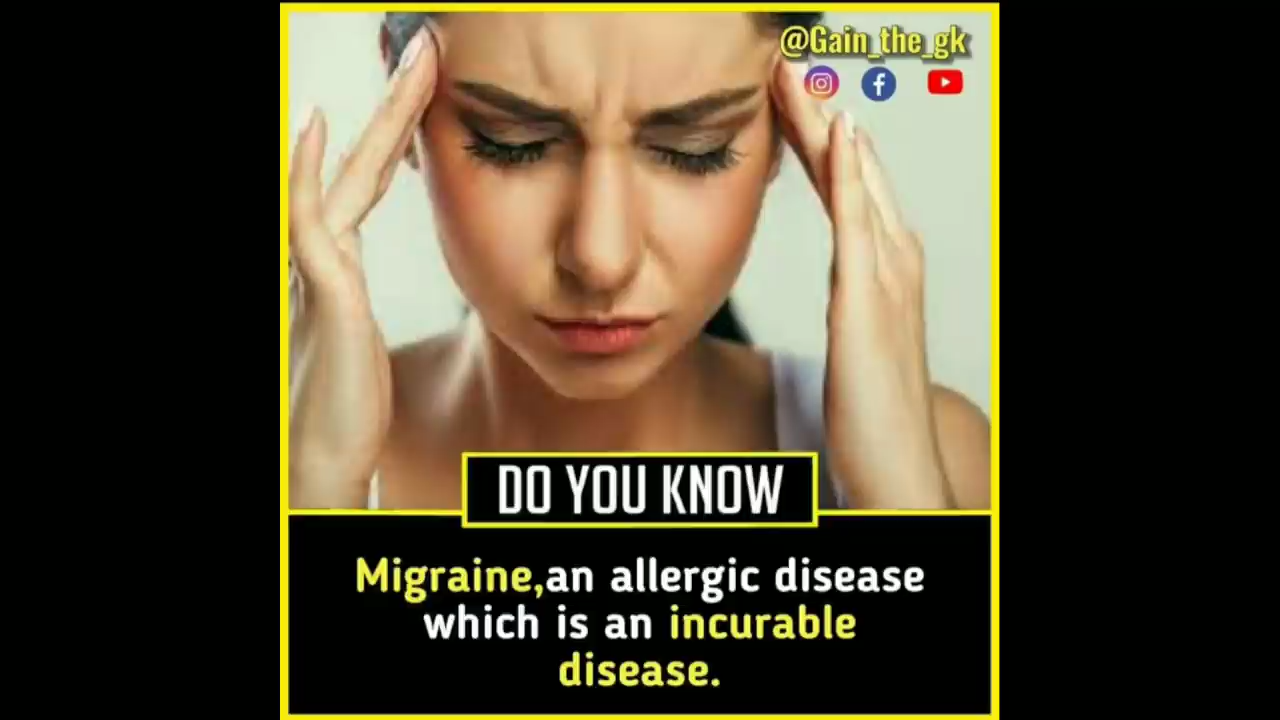 @Gain_the_gk
DO YOU KNOW
Migraine,an allergic disease
which is an incurable
disease.